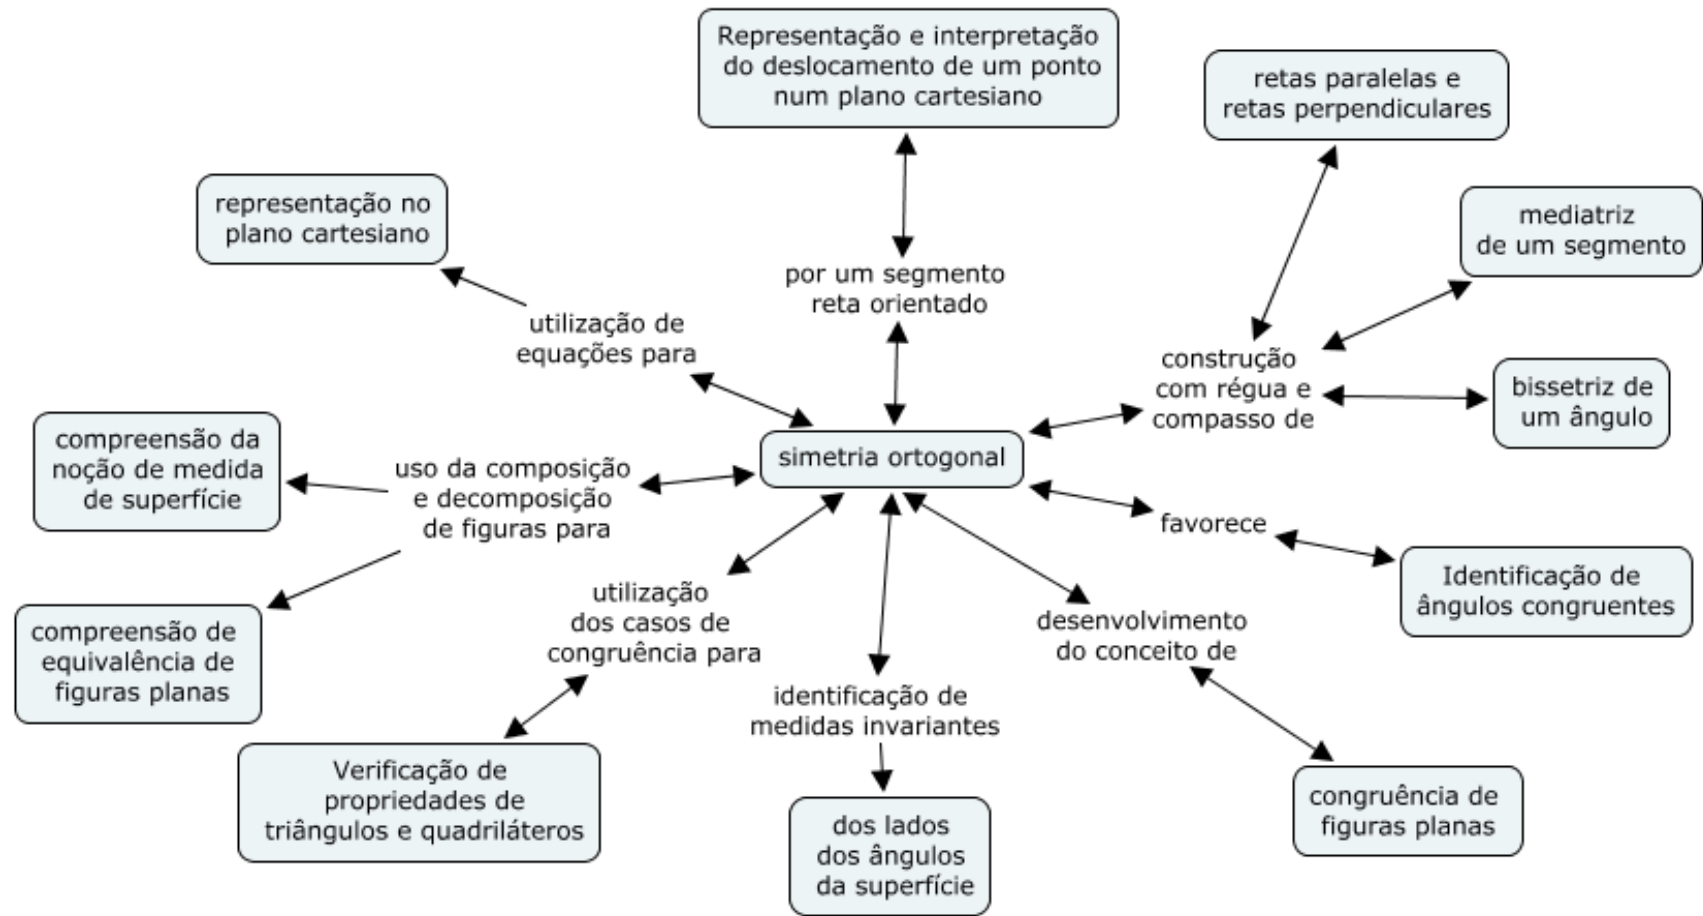 Representação e interpretação
do deslocamento de um ponto
num plano cartesiano
retas paralelas e
retas perpendiculares
representação no
plano cartesiano
mediatriz
de um segmento
por um segmento
reta orientado
utilização de
equações para
construção
com régua e
compasso de
bissetriz de
um ângulo
compreensão da
noção de medida
de superfície
uso da composição
e decomposição
de figuras para
simetria ortogonal
favorece
Identificação de
ângulos congruentes
compreensão de
equivalência de
figuras planas
utilização
dos casos de
congruência para
desenvolvimento
do conceito de
identificação de
medidas invariantes
Verificação de
propriedades de
triângulos e quadriláteros
dos lados
dos ângulos
da superfície
congruência de
figuras planas